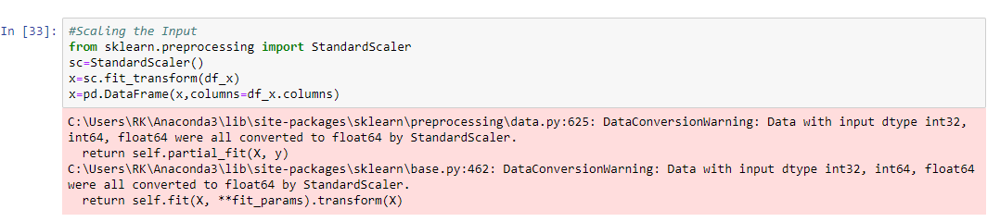 In [33]: #Scaling the Input
from sklearn.preprocessing import StandardScaler
sc=StandardScaler()
x=sc.fit_transform(df_x)
x=pd.DataFrame(x,columns=df_x.columns)
C:\Users\RK\Anaconda3\lib\site-packages\sklearn\preprocessing\data.py:625: DataConversionWarning: Data with input dtype int32,
int64, float64 were all converted to float64 by StandardScaler.
  return self.partial_fit(X, y)
C:\Users\RK\Anaconda3\lib\site-packages\sklearn\base.py:462: DataConversionWarning: Data with input dtype int32, int64, float64
were all converted to float64 by StandardScaler.
  return self.fit(X, **fit_params).transform(X)